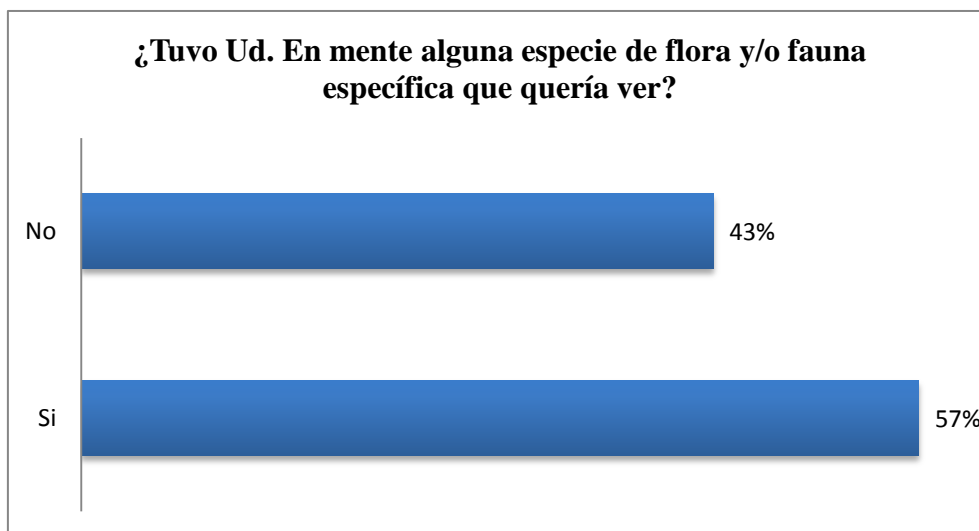 ¿Tuvo Ud. En mente alguna especie de flora y/o fauna
específica que quería ver?
No
43%
Si
57%